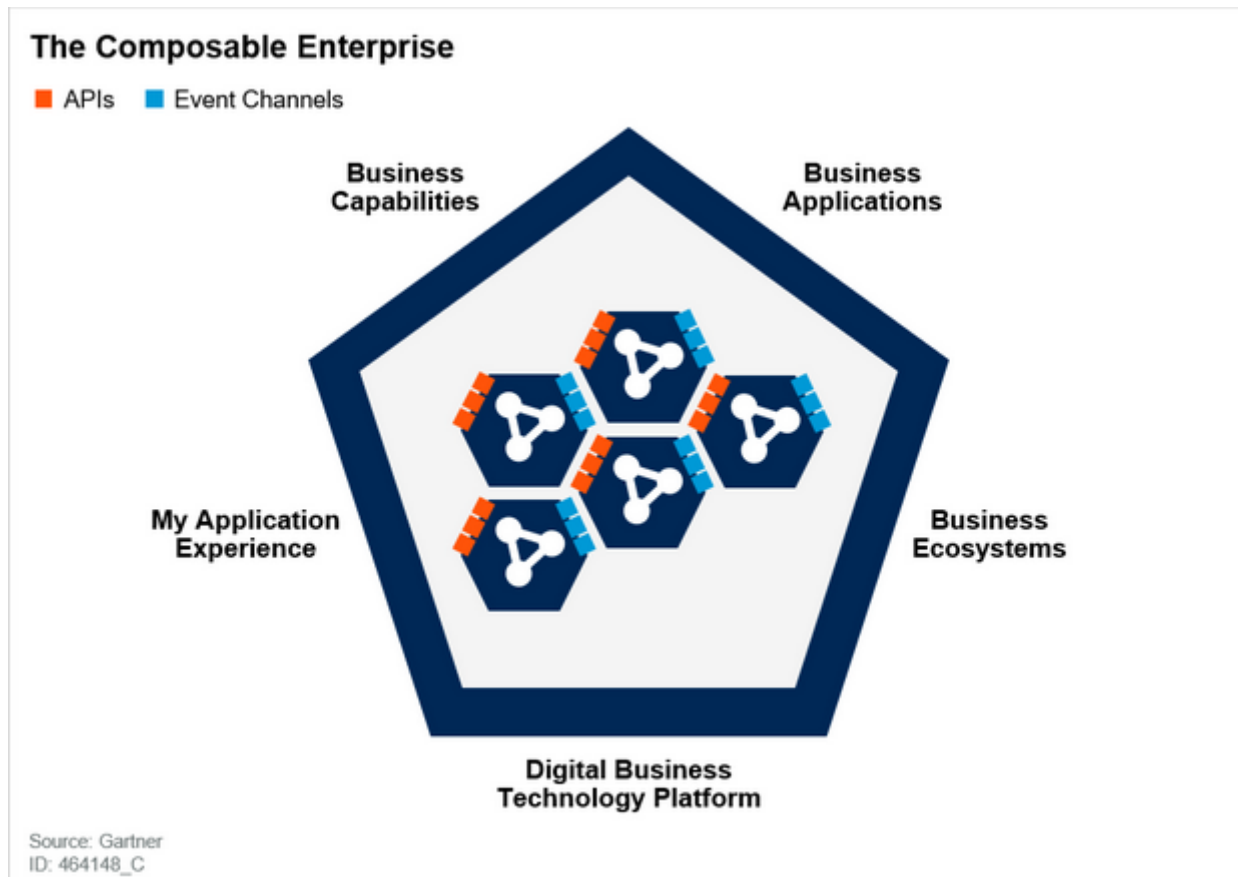 The Composable Enterprise
APIs Event Channels
Business
Capabilities
Business
Applications
My Application
Experience
Business
Ecosystems
Digital Business
Technology Platform
Source: Gartner
ID: 464148_C